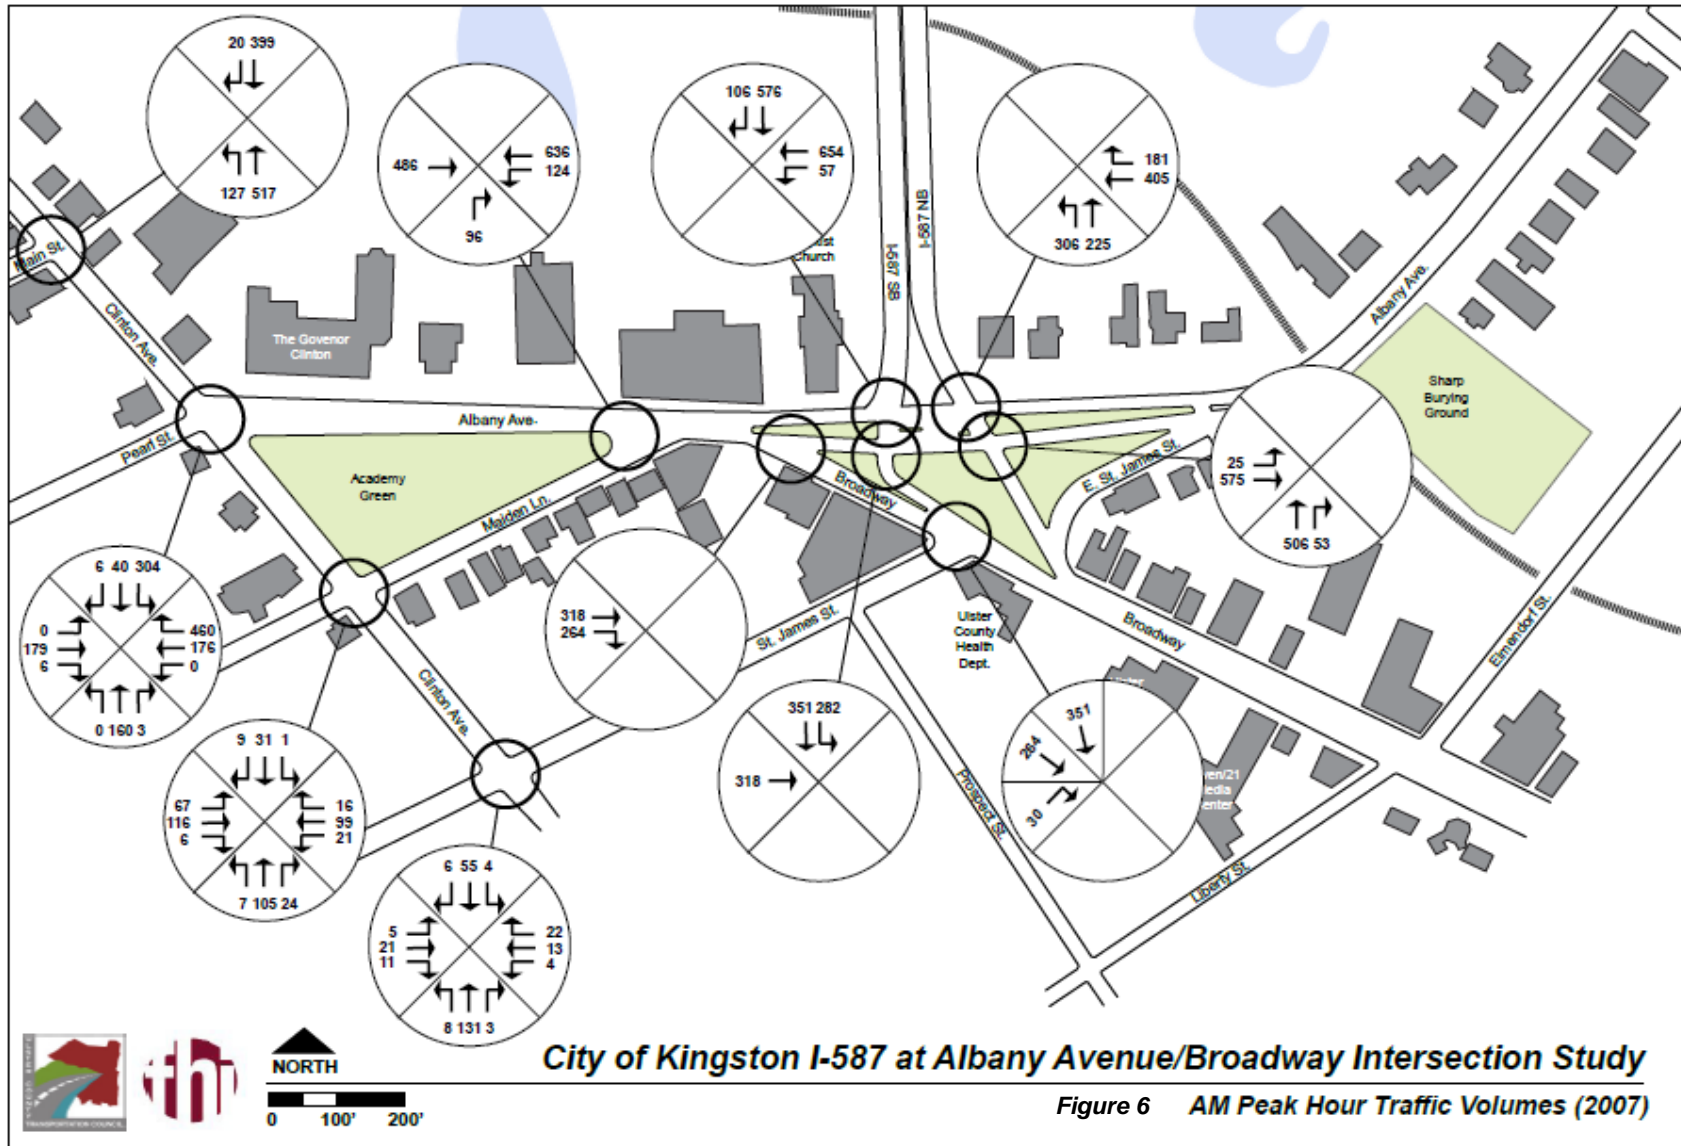 20 399
127 517
486
636
124
96
106 576
654
57
181
405
306 225
Church
I-587 SB
I-587 NB
Main St.
Clinton Ave.
The Govenor
Clinton
Albany Ave.
Sharp
Burying
Ground
Pearl St.
Albany Ave.
Academy
Green
Maiden Ln.
Broadway
E. St. James St.
25
575
506 53
6 40 304
0
179
6
460
176
0
0 160 3
318
264
St. James St.
Ulster
County
Health
Dept.
Broadway
Elmendorf St.
Clinton Ave.
9 31 1
67
116
6
16
99
21
7 105 24
351 282
318
351
264
30
Prospect St.
Liberty St.
6 55 4
5
21
11
22
13
4
8 131 3
TRANSPORTATION COUNCIL
thi
NORTH
0 100' 200'
City of Kingston I-587 at Albany Avenue/Broadway Intersection Study
Figure 6 AM Peak Hour Traffic Volumes (2007)